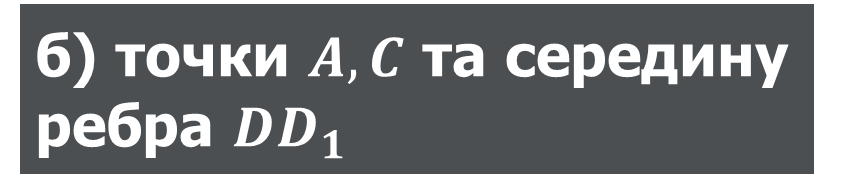 б) точки A, C та середину
ребра DD₁